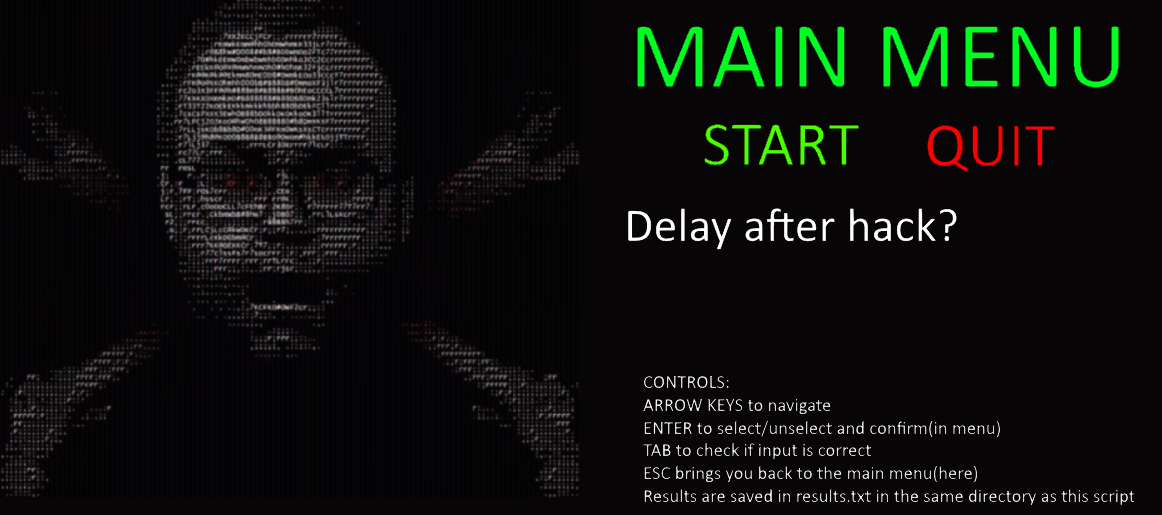 MAIN MENU
START QUIT
Delay after hack?
CONTROLS:
ARROW KEYS to navigate
ENTER to select/unselect and confirm(in menu)
TAB to check if input is correct
ESC brings you back to the main menu(here)
Results are saved in results.txt in the same directory as this script